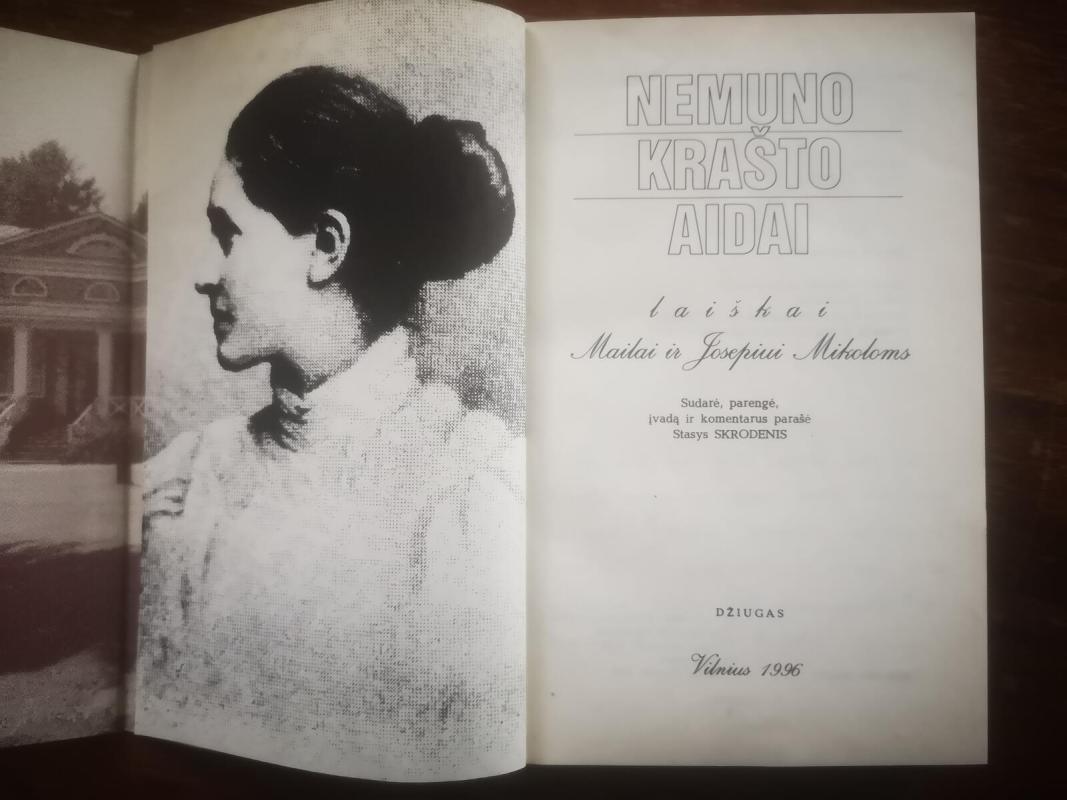 NEMUNO
KRAŠTO
AIDAI
laiškai
Mailai ir Josepiui Mikoloms
Sudarė, parengė,
įvadą ir komentarus parašė
Stasys SKRODENIS
DŽIUGAS
Vilnius 1996